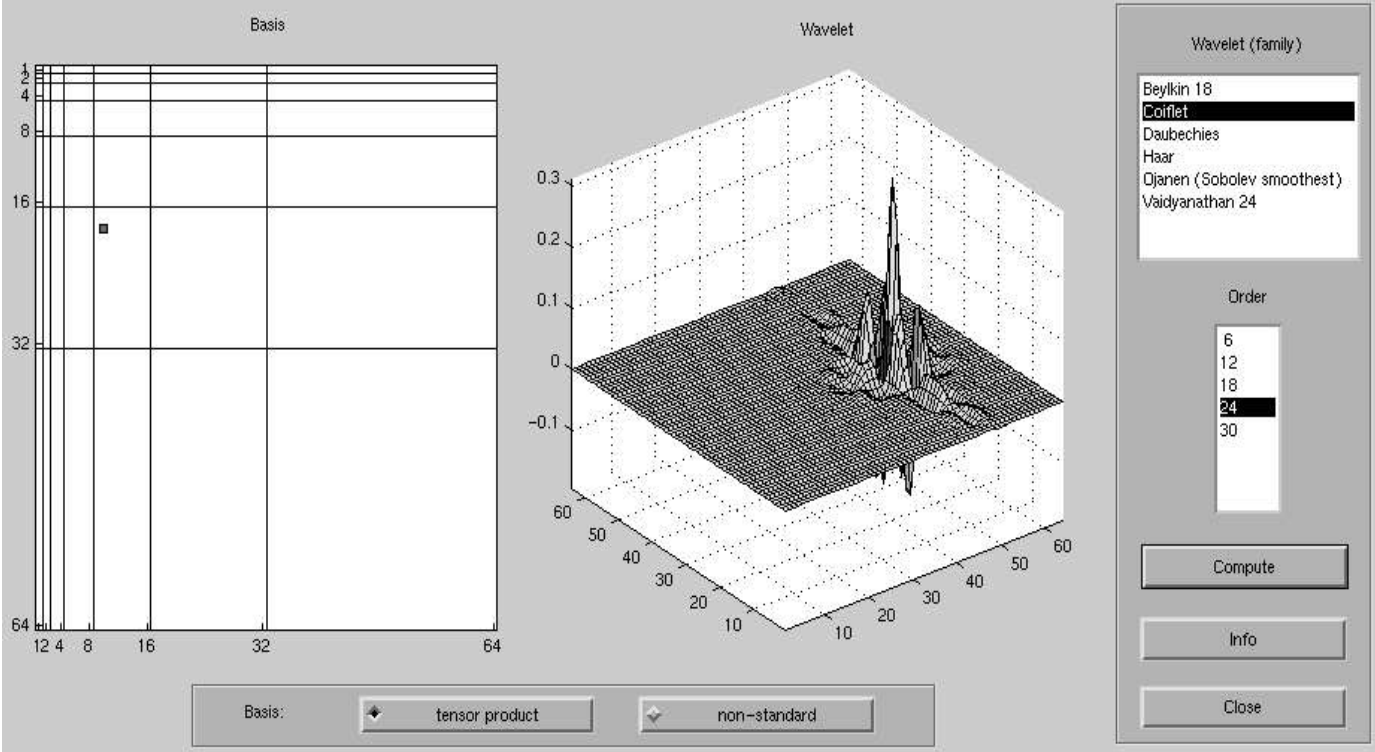 Basis
1
2
4
8
16
32
64
1 2 4 8 16 32 64
Wavelet
0.3
0.2
0.1
0
−0.1
60
50
40
30
20
10
10
20
30
40
50
60
Wavelet (family)
Beylkin 18
Coiflet
Daubechies
Haar
Ojanen (Sobolev smoothest)
Vaidyanathan 24
Order
6
12
18
24
30
Compute
Info
Close
Basis: tensor product non−standard